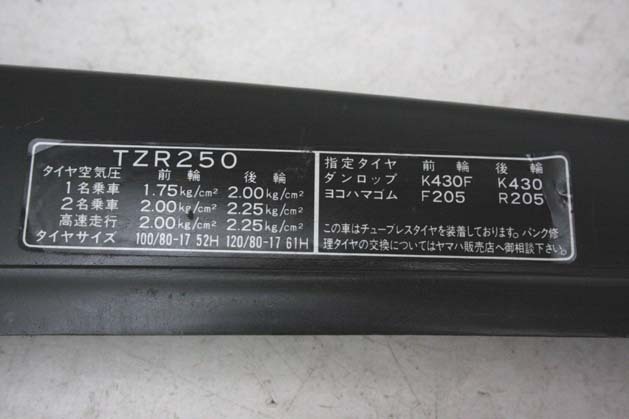 TZR250
タイヤ空気圧 前輪 後輪
1名乗車 1.75kg/cm² 2.00kg/cm²
2名乗車 2.00kg/cm² 2.25kg/cm²
高速走行 2.00kg/cm² 2.25kg/cm²
タイヤサイズ 100/80-17 52H 120/80-17 61H
指定タイヤ 前輪 後輪
ダンロップ K430F K430
ヨコハマゴム F205 R205
この車はチューブレスタイヤを装着しております。パンク修
理タイヤの交換についてはヤマハ販売店へ御相談下さい。